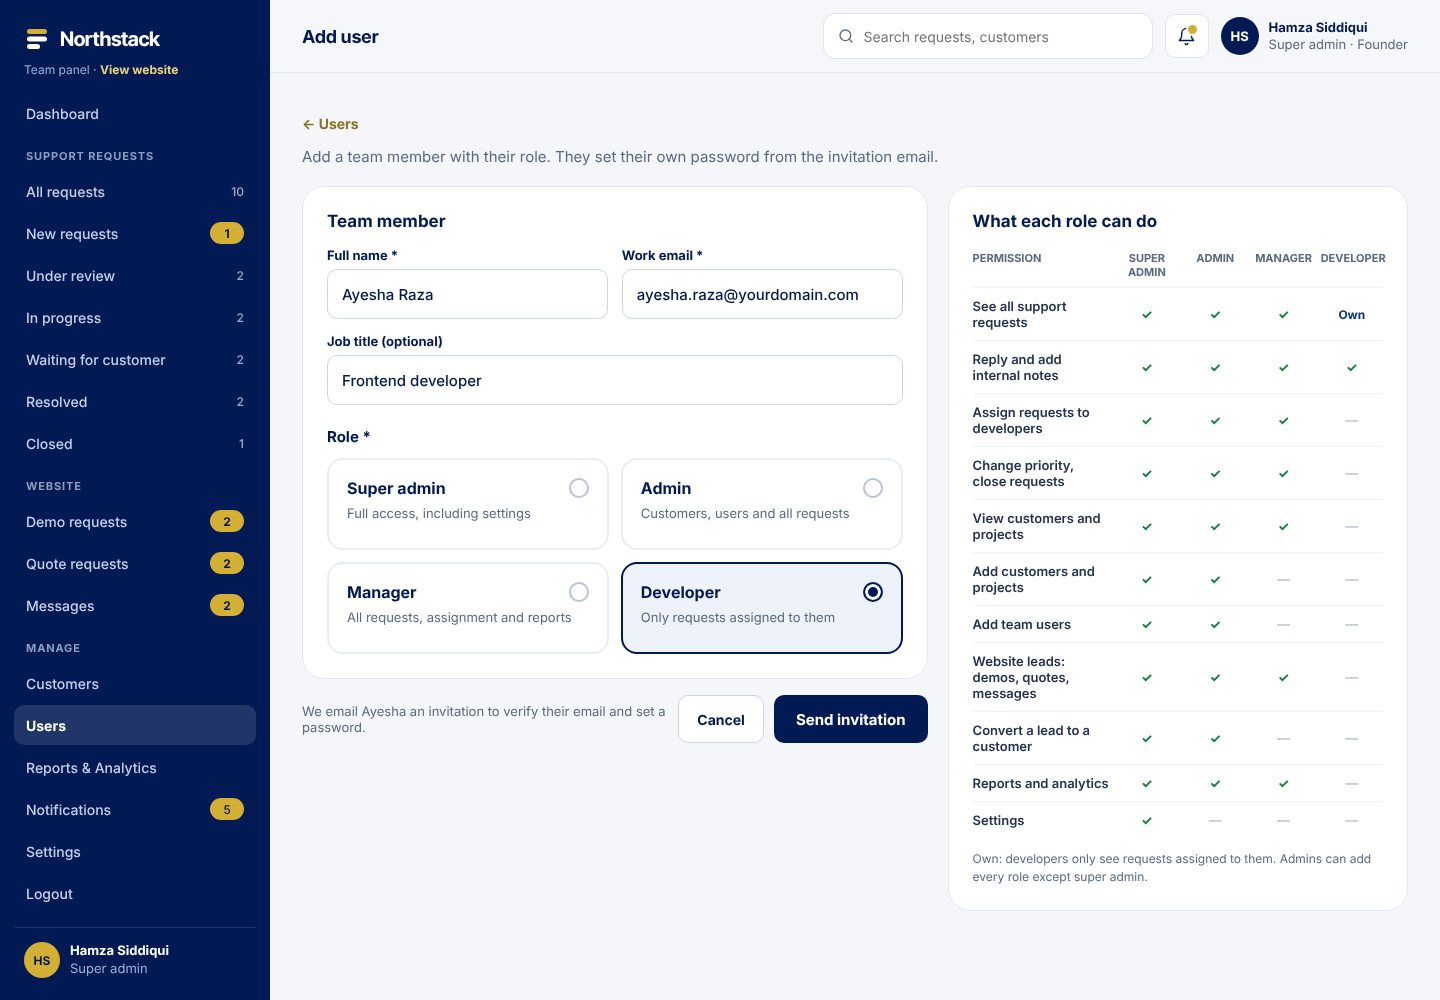 Northstack
Team panel · View website
Dashboard
SUPPORT REQUESTS
All requests 10
New requests 1
Under review 2
In progress 2
Waiting for customer 2
Resolved 2
Closed 1
WEBSITE
Demo requests 2
Quote requests 2
Messages 2
MANAGE
Customers
Users
Reports & Analytics
Notifications 5
Settings
Logout
HS
Hamza Siddiqui
Super admin
Add user
Search requests, customers
HS
Hamza Siddiqui
Super admin · Founder
← Users
Add a team member with their role. They set their own password from the invitation email.
Team member
Full name * Work email *
Ayesha Raza ayesha.raza@yourdomain.com
Job title (optional)
Frontend developer
Role *
Super admin
Full access, including settings
Admin
Customers, users and all requests
Manager
All requests, assignment and reports
Developer
Only requests assigned to them
We email Ayesha an invitation to verify their email and set a
password.
Cancel
Send invitation
What each role can do
PERMISSION SUPER ADMIN MANAGER DEVELOPER
ADMIN
See all support
requests ✓ ✓ ✓ Own
Reply and add
internal notes ✓ ✓ ✓ ✓
Assign requests to
developers ✓ ✓ ✓ —
Change priority,
close requests ✓ ✓ ✓ —
View customers and
projects ✓ ✓ ✓ —
Add customers and
projects ✓ ✓ — —
Add team users ✓ ✓ — —
Website leads:
demos, quotes,
messages ✓ ✓ ✓ —
Convert a lead to a
customer ✓ ✓ — —
Reports and analytics ✓ ✓ ✓ —
Settings ✓ — — —
Own: developers only see requests assigned to them. Admins can add
every role except super admin.